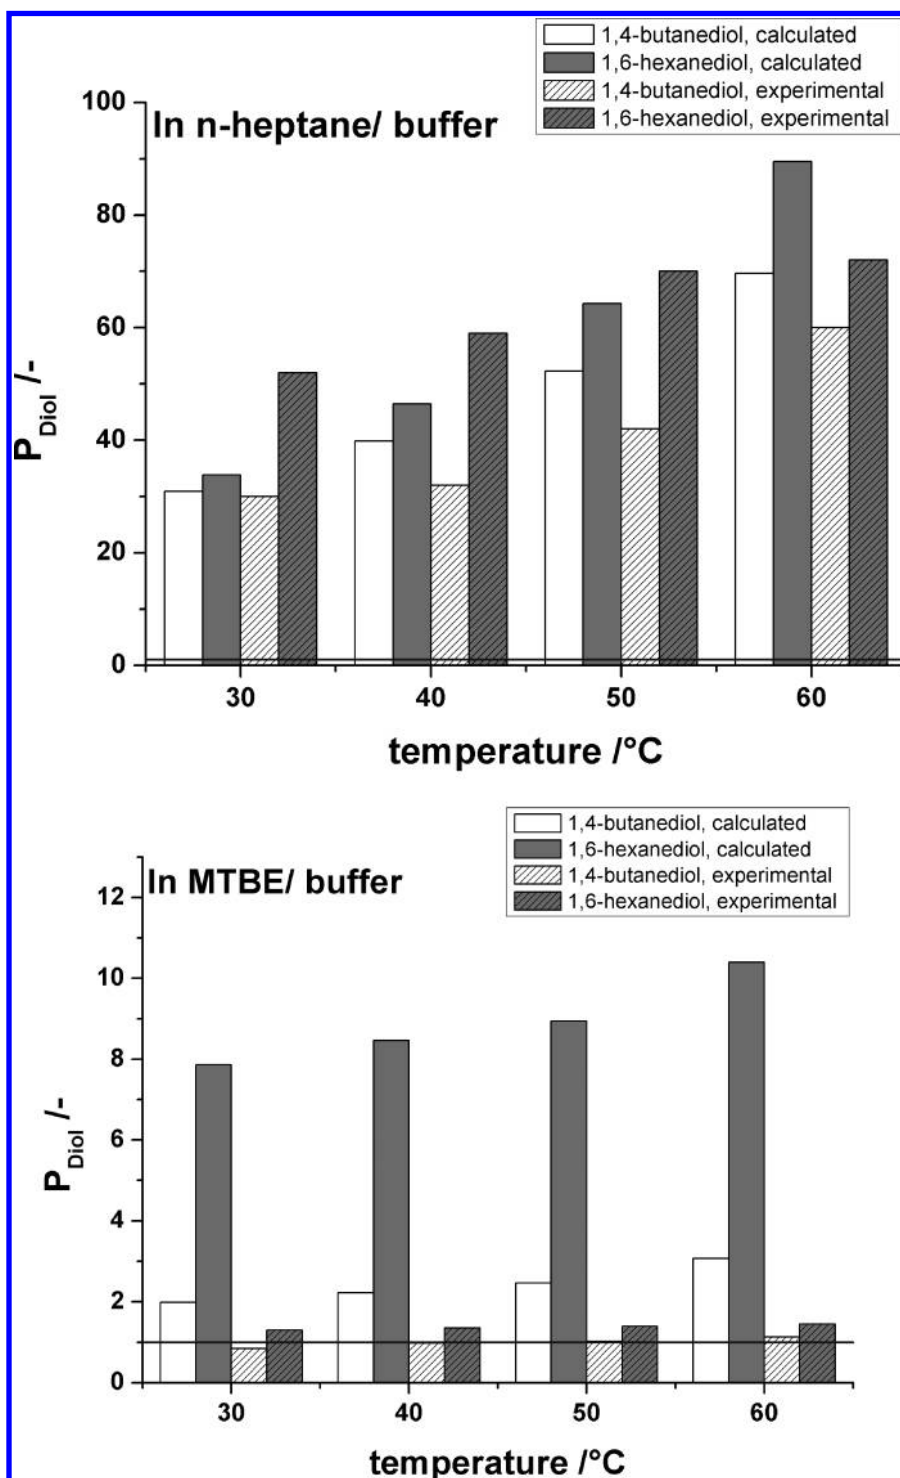 1,4-butanediol, calculated
1,6-hexanediol, calculated
1,4-butanediol, experimental
1,6-hexanediol, experimental
In n-heptane/ buffer
100
80
60
40
20
0
P_Diol /-
30 40 50 60
temperature /°C
1,4-butanediol, calculated
1,6-hexanediol, calculated
1,4-butanediol, experimental
1,6-hexanediol, experimental
In MTBE/ buffer
12
10
8
6
4
2
0
P_Diol /-
30 40 50 60
temperature /°C